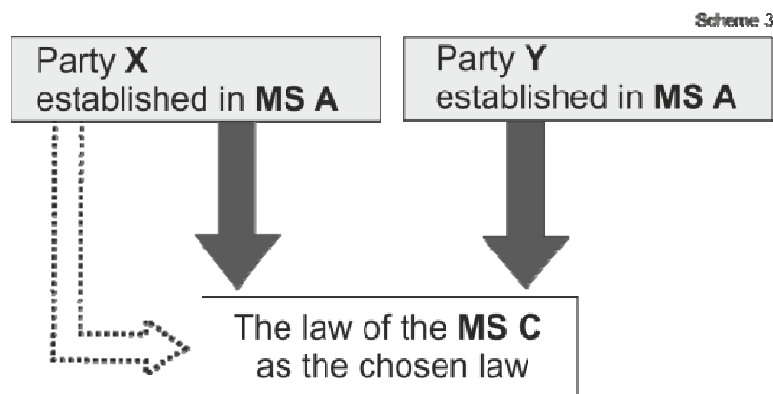 Scheme 3
Party X
established in MS A
Party Y
established in MS A
The law of the MS C
as the chosen law